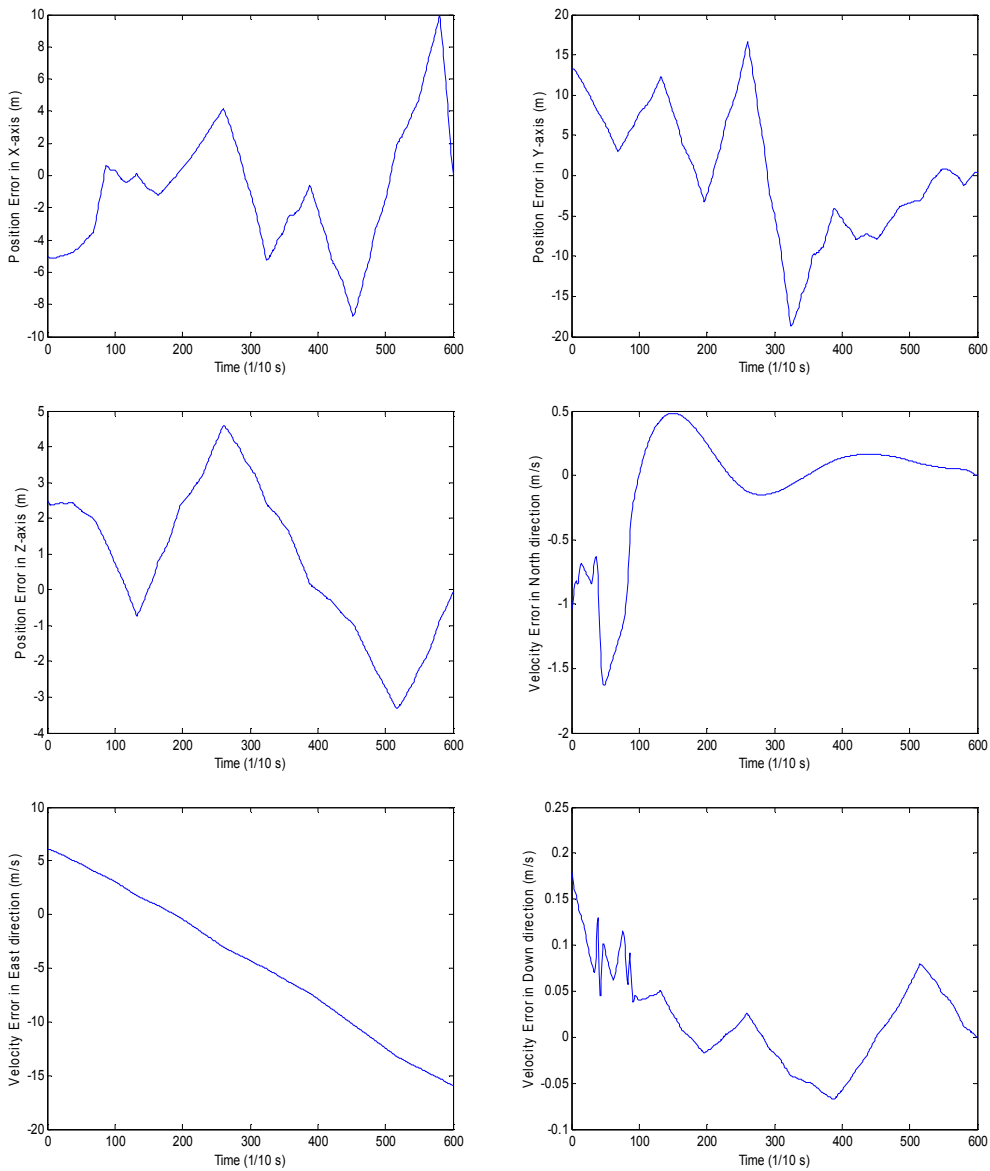 Position Error in X-axis (m)
10
8
6
4
2
0
-2
-4
-6
-8
-10
0 100 200 300 400 500 600
Time (1/10 s)
Position Error in Y-axis (m)
20
15
10
5
0
-5
-10
-15
-20
0 100 200 300 400 500 600
Time (1/10 s)
Position Error in Z-axis (m)
5
4
3
2
1
0
-1
-2
-3
-4
0 100 200 300 400 500 600
Time (1/10 s)
Velocity Error in North direction (m/s)
0.5
0
-0.5
-1
-1.5
-2
0 100 200 300 400 500 600
Time (1/10 s)
Velocity Error in East direction (m/s)
10
5
0
-5
-10
-15
-20
0 100 200 300 400 500 600
Time (1/10 s)
Velocity Error in Down direction (m/s)
0.25
0.2
0.15
0.1
0.05
0
-0.05
-0.1
0 100 200 300 400 500 600
Time (1/10 s)